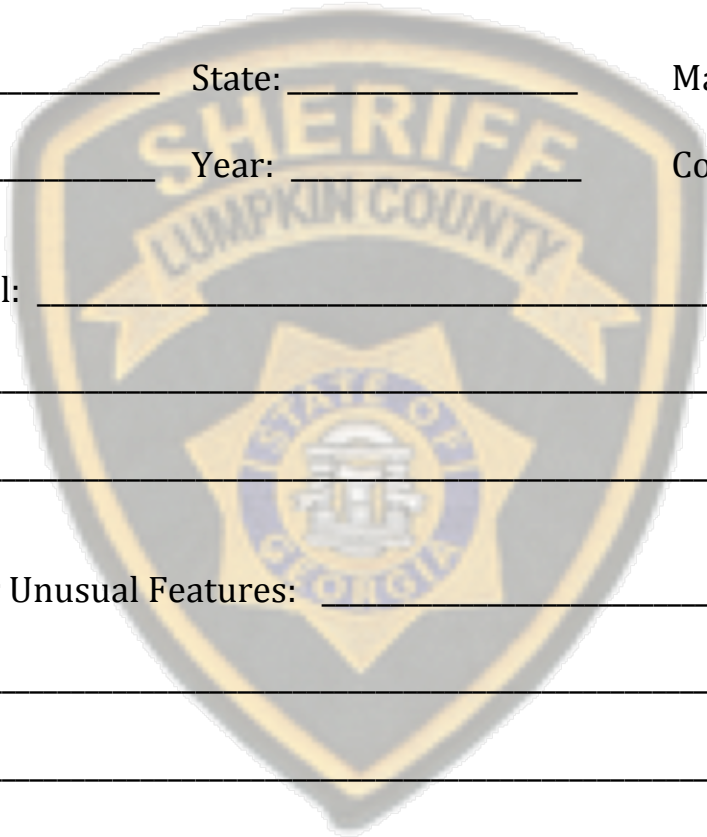 State: Ma
SHERIFF
Year: Co
LUMPKIN COUNTY
l:
STATE OF
GEORGIA
Unusual Features: